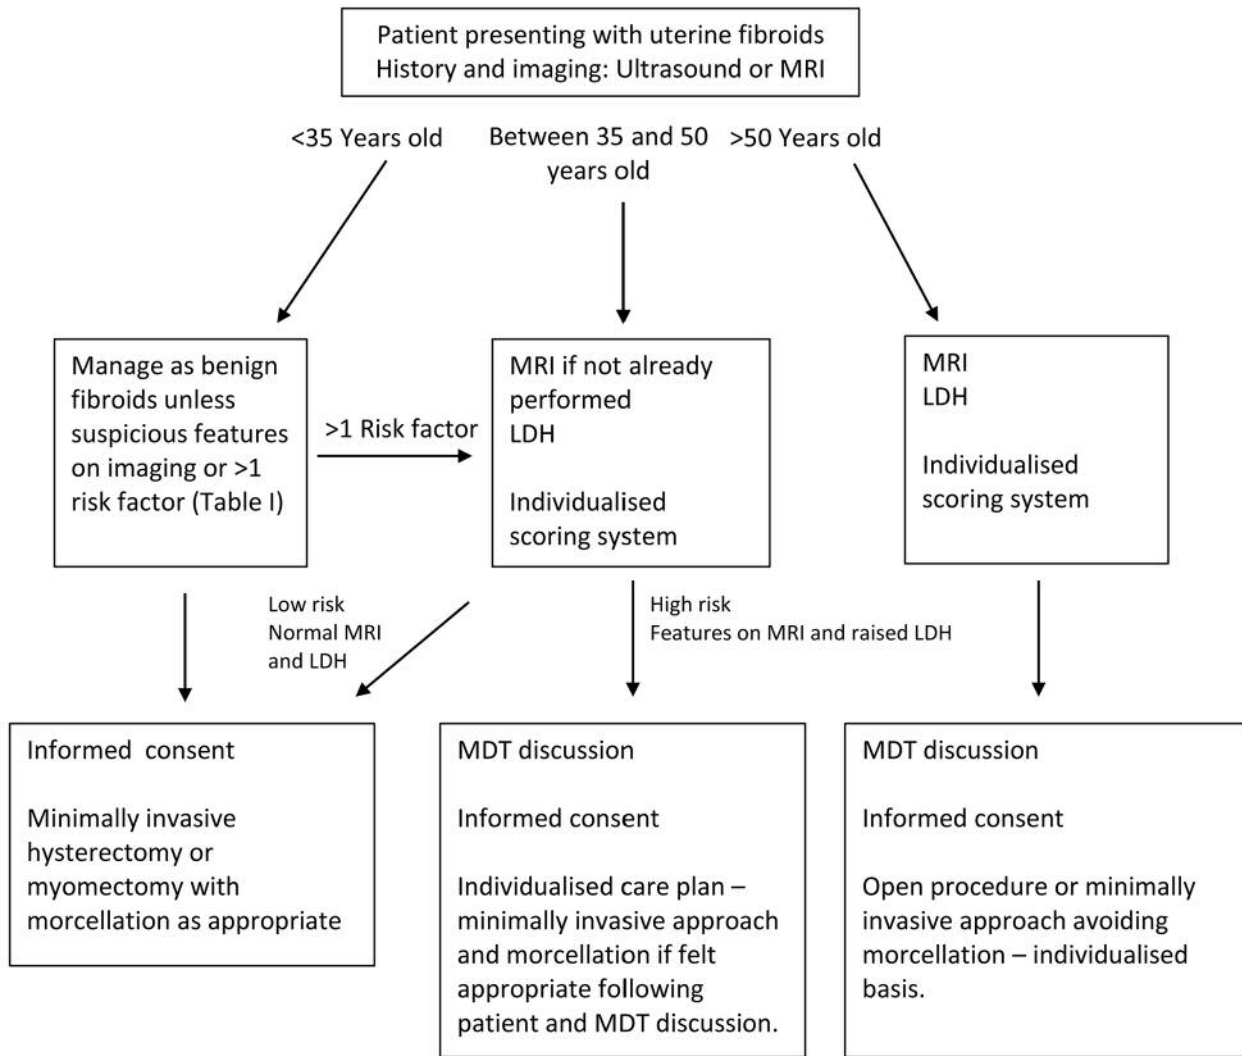 Patient presenting with uterine fibroids
History and imaging: Ultrasound or MRI
<35 Years old
Between 35 and 50
years old
>50 Years old
Manage as benign
fibroids unless
suspicious features
on imaging or >1
risk factor (Table I)
>1 Risk factor
MRI if not already
performed
LDH
Individualised
scoring system
MRI
LDH
Individualised
scoring system
Low risk
Normal MRI
and LDH
High risk
Features on MRI and raised LDH
Informed consent
Minimally invasive
hysterectomy or
myomectomy with
morcellation as appropriate
MDT discussion
Informed consent
Individualised care plan –
minimally invasive approach
and morcellation if felt
appropriate following
patient and MDT discussion.
MDT discussion
Informed consent
Open procedure or minimally
invasive approach avoiding
morcellation – individualised
basis.